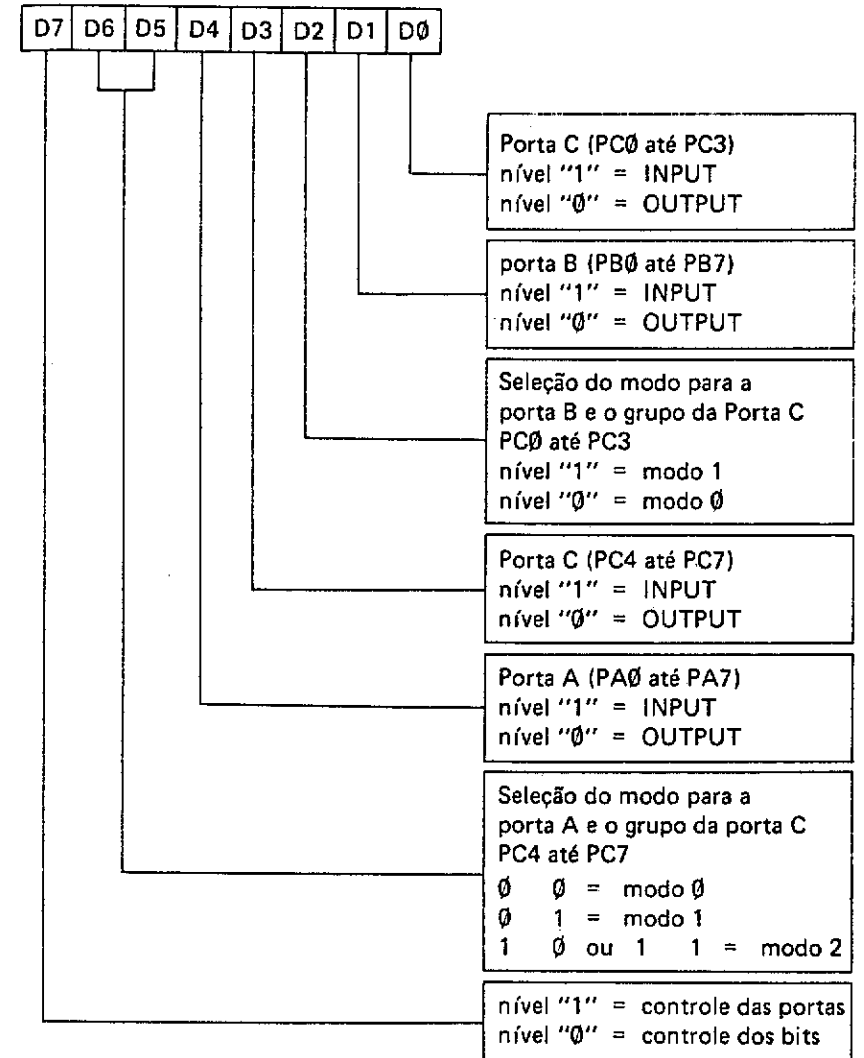 D7 D6 D5 D4 D3 D2 D1 DØ
Porta C (PCØ até PC3)
nível "1" = INPUT
nível "Ø" = OUTPUT
porta B (PBØ até PB7)
nível "1" = INPUT
nível "Ø" = OUTPUT
Seleção do modo para a
porta B e o grupo da Porta C
PCØ até PC3
nível "1" = modo 1
nível "Ø" = modo Ø
Porta C (PC4 até PC7)
nível "1" = INPUT
nível "Ø" = OUTPUT
Porta A (PAØ até PA7)
nível "1" = INPUT
nível "Ø" = OUTPUT
Seleção do modo para a
porta A e o grupo da porta C
PC4 até PC7
Ø Ø = modo Ø
Ø 1 = modo 1
1 Ø ou 1 1 = modo 2
nível "1" = controle das portas
nível "Ø" = controle dos bits